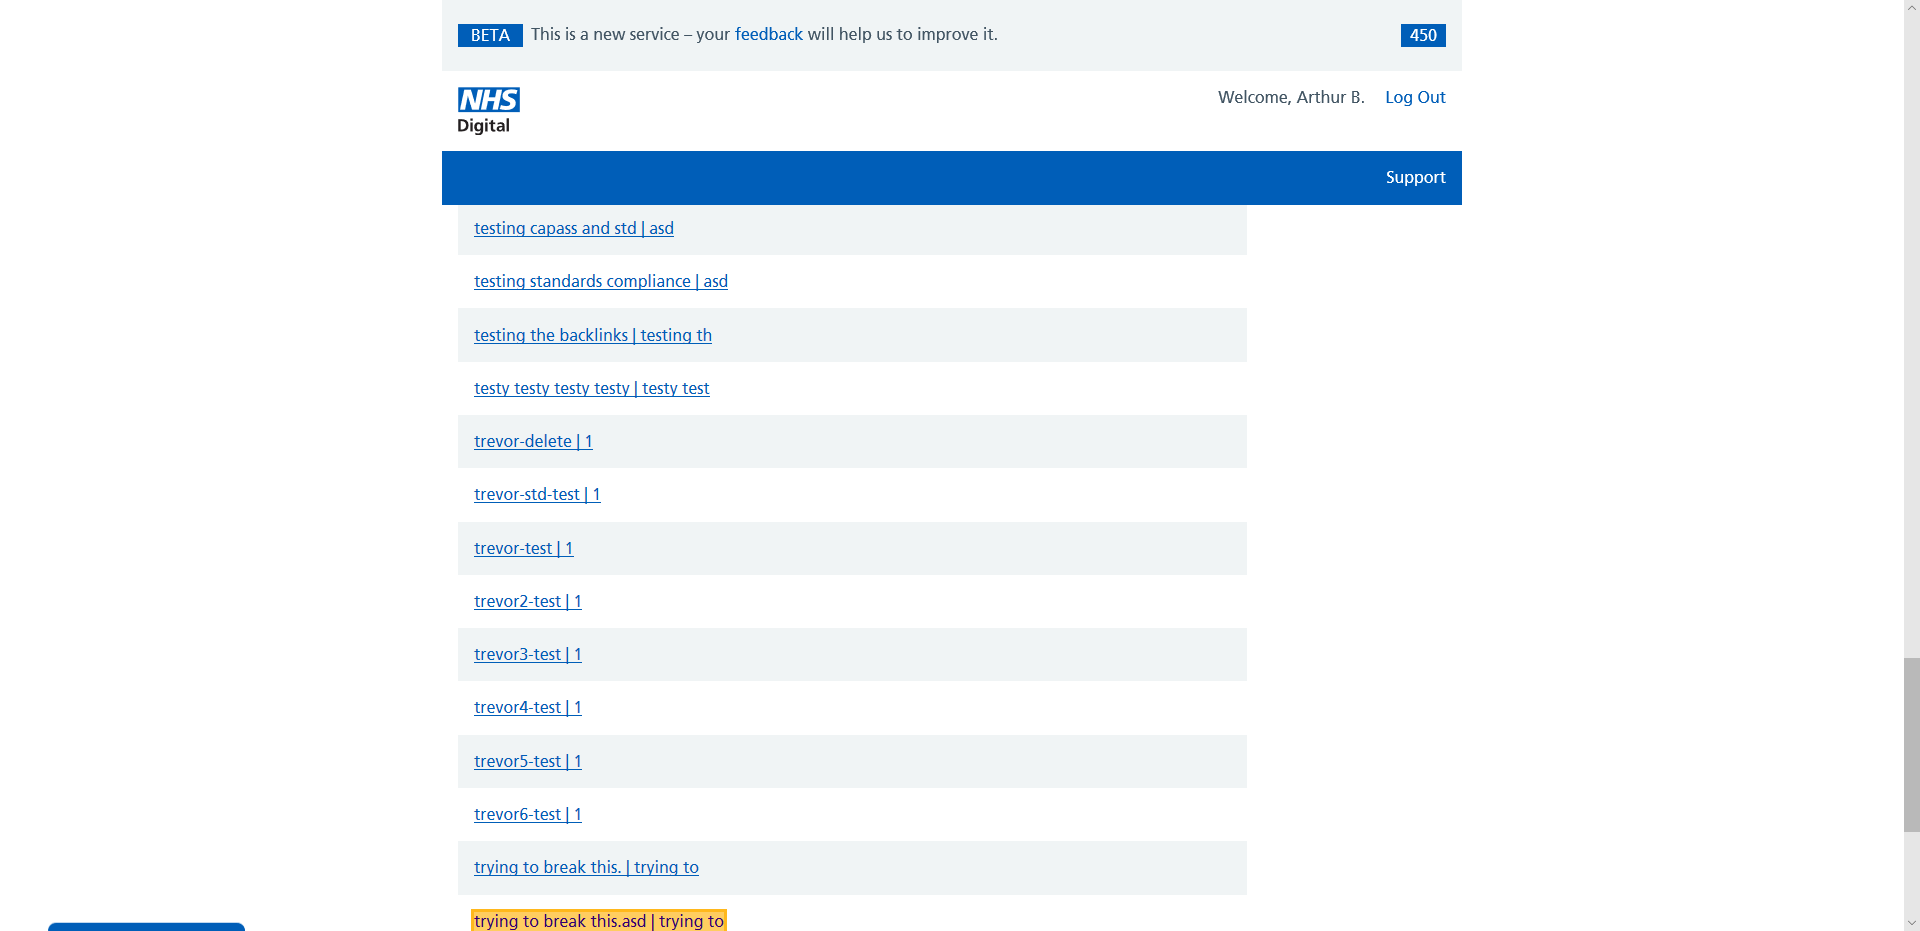 BETA This is a new service – your feedback will help us to improve it. 450
NHS
Digital
Welcome, Arthur B. Log Out
Support
testing capass and std | asd
testing standards compliance | asd
testing the backlinks | testing th
testy testy testy testy | testy test
trevor-delete | 1
trevor-std-test | 1
trevor-test | 1
trevor2-test | 1
trevor3-test | 1
trevor4-test | 1
trevor5-test | 1
trevor6-test | 1
trying to break this. | trying to
trying to break this.asd | trying to